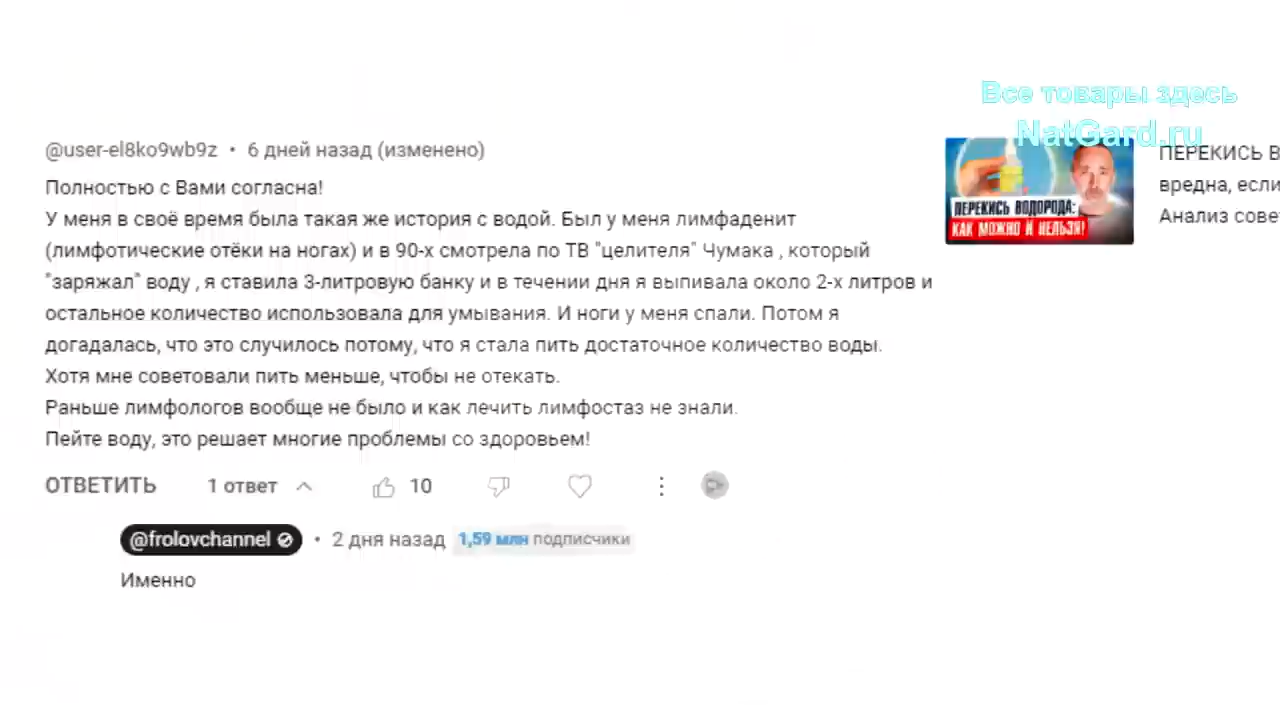 Все товары здесь
NatGard.ru
@user-el8ko9wb9z • 6 дней назад (изменено)
Полностью с Вами согласна!
У меня в своё время была такая же история с водой. Был у меня лимфаденит
(лимфотические отёки на ногах) и в 90-х смотрела по ТВ "целителя" Чумака , который
"заряжал" воду , я ставила 3-литровую банку и в течении дня я выпивала около 2-х литров и
остальное количество использовала для умывания. И ноги у меня спали. Потом я
догадалась, что это случилось потому, что я стала пить достаточное количество воды.
Хотя мне советовали пить меньше, чтобы не отекать.
Раньше лимфологов вообще не было и как лечить лимфостаз не знали.
Пейте воду, это решает многие проблемы со здоровьем!
ОТВЕТИТЬ 1 ответ 10
@frolovchannel • 2 дня назад 1,59 млн подписчики
Именно
ПЕРЕКИСЬ ВОДОРОДА:
КАК МОЖНО И НЕЛЬЗЯ!
ПЕРЕКИСЬ В
вредна, если
Анализ сове